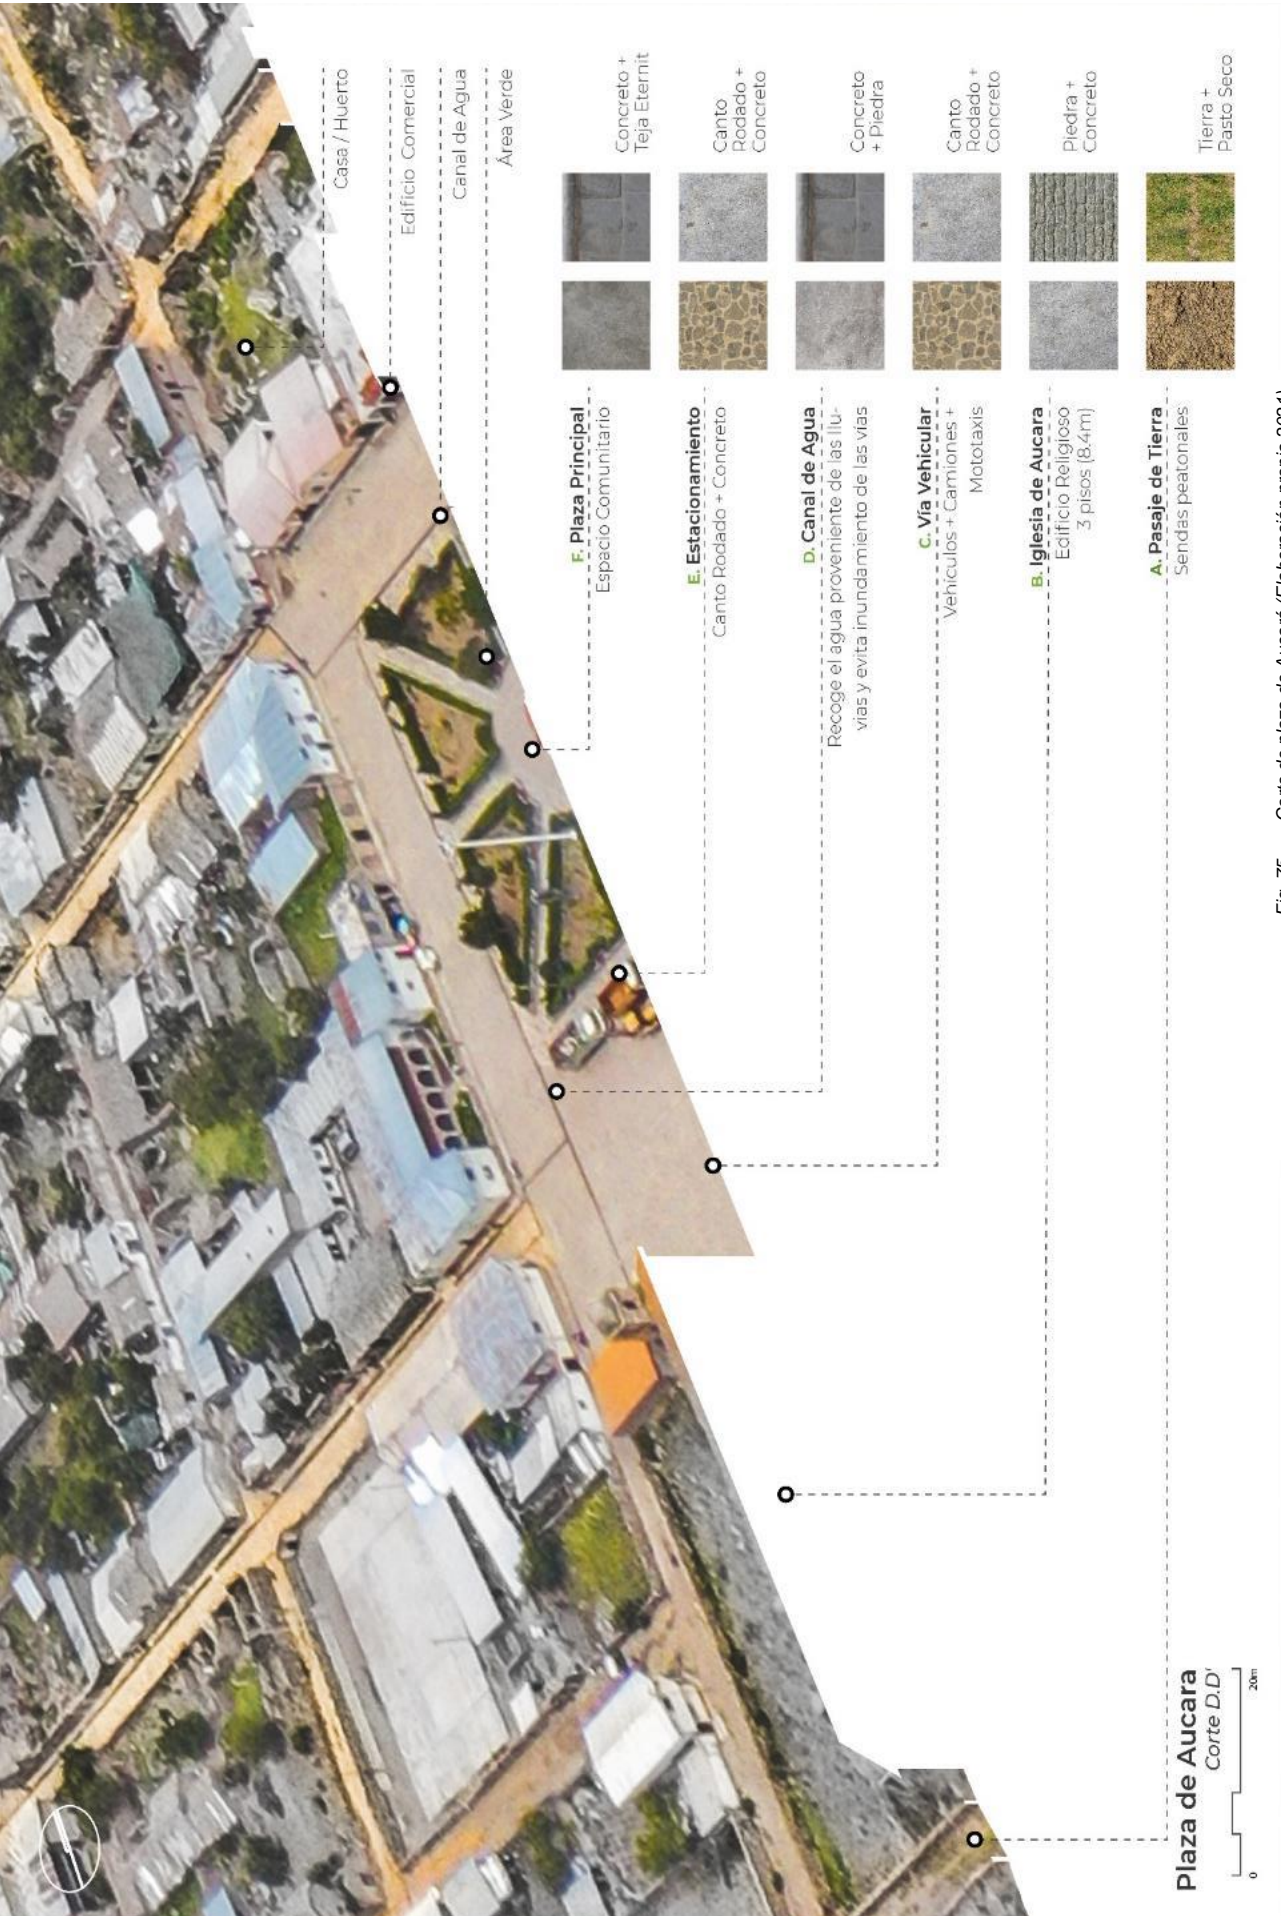 Casa / Huerto
Edificio Comercial
Canal de Agua
Área Verde
F. Plaza Principal
Espacio Comunitario
Concreto +
Teja Eternit
E. Estacionamiento
Canto Rodado + Concreto
Canto
Rodado +
Concreto
D. Canal de Agua
Recoge el agua proveniente de las llu-
vias y evita inundamiento de las vías
Concreto
+ Piedra
C. Vía Vehicular
Vehículos + Camiones +
Mototaxis
Canto
Rodado +
Concreto
B. Iglesia de Aucara
Edificio Religioso
3 pisos (8.4m)
Piedra +
Concreto
A. Pasaje de Tierra
Sendas peatonales
Tierra +
Pasto Seco
Plaza de Aucara
Corte D.D'
0 20m